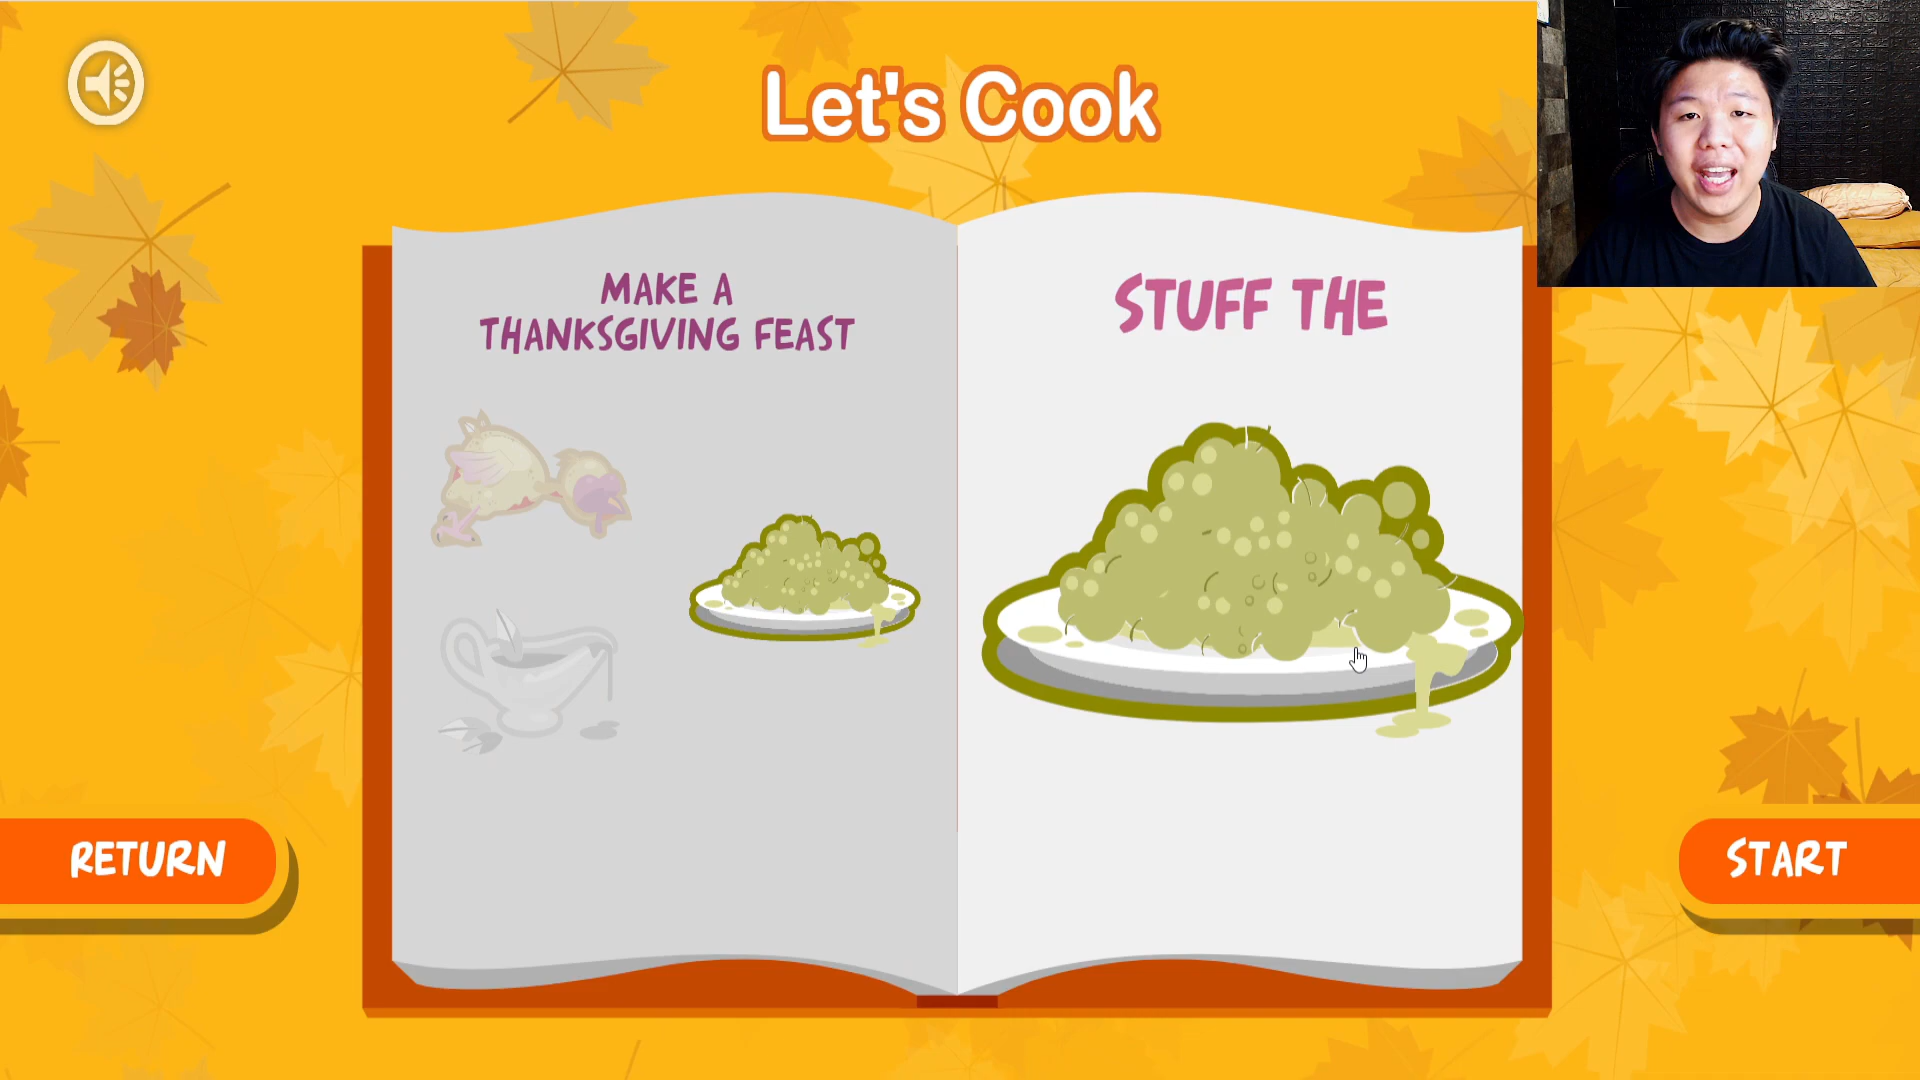 Let's Cook
MAKE A
THANKSGIVING FEAST
STUFF THE
RETURN
START